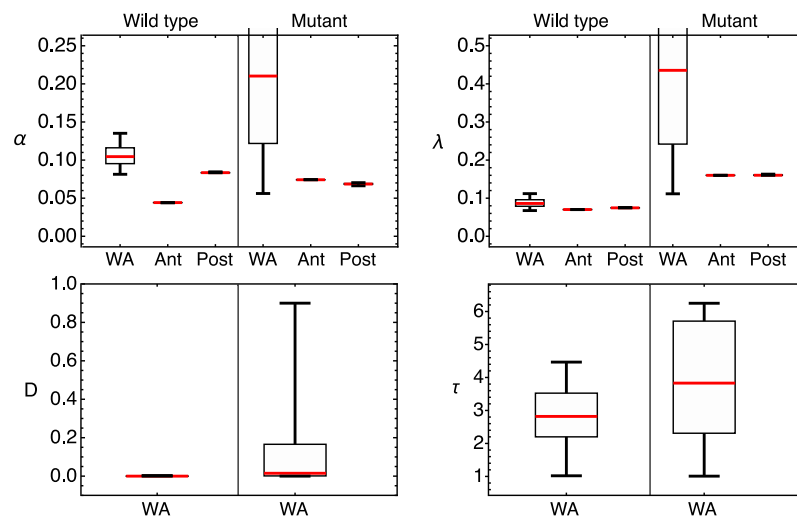 Wild type Mutant
0.25
0.20
0.15
0.10
0.05
0.00
α
WA Ant Post WA Ant Post
Wild type Mutant
0.5
0.4
0.3
0.2
0.1
0.0
λ
WA Ant Post WA Ant Post
1.0
0.8
0.6
0.4
0.2
0.0
D
WA WA
6
5
4
3
2
1
τ
WA WA